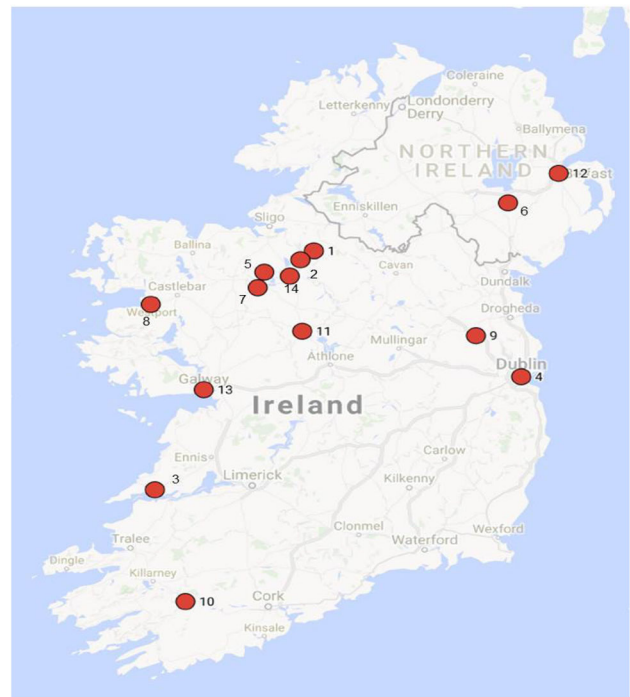 Coleraine
Letterkenny
Londonderry
Derry
Ballymena
NORTHERN
IRELAND
12
Enniskillen
6
Sligo
Ballina
1
5
2
Cavan
14
Castlebar
7
Dundalk
8
Drogheda
11
Mullingar
9
Athlone
Dublin
4
Galway
13
Ireland
Ennis
Carlow
3
Limerick
Kilkenny
Clonmel
Wexford
Tralee
Waterford
Dingle
Killarney
10
Cork
Kinsale